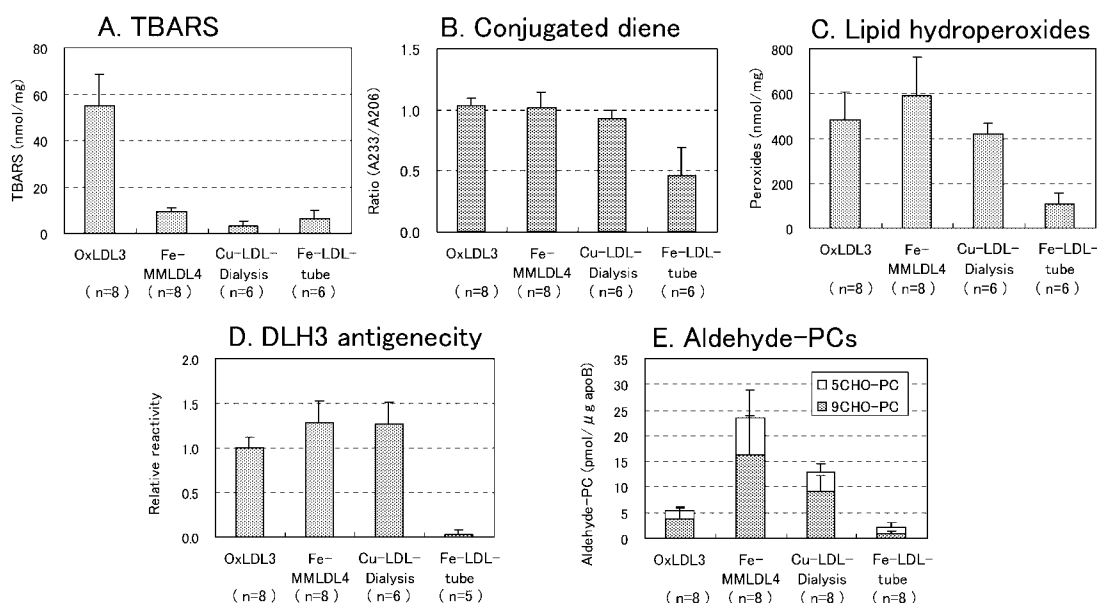 A. TBARS
TBARS (nmol/mg)
80
60
40
20
0
OxLDL3
Fe-
MMLDL4
Cu-LDL-
Dialysis
Fe-LDL-
tube
( n=8)
( n=8)
( n=6)
( n=6)
B. Conjugated diene
Ratio (A233/A206)
1.5
1.0
0.5
0.0
OxLDL3
Fe-
MMLDL4
Cu-LDL-
Dialysis
Fe-LDL-
tube
( n=8)
( n=8)
( n=6)
( n=6)
C. Lipid hydroperoxides
Peroxides (nmol/mg)
800
600
400
200
0
OxLDL3
Fe-
MMLDL4
Cu-LDL-
Dialysis
Fe-LDL-
tube
( n=8)
( n=8)
( n=6)
( n=6)
D. DLH3 antigenecity
Relative reactivity
2.0
1.5
1.0
0.5
0.0
OxLDL3
Fe-
MMLDL4
Cu-LDL-
Dialysis
Fe-LDL-
tube
( n=8)
( n=8)
( n=6)
( n=5)
E. Aldehyde-PCs
Aldehyde-PC (pmol/ μg apoB)
35
30
25
20
15
10
5
0
5CHO-PC
9CHO-PC
OxLDL3
Fe-
MMLDL4
Cu-LDL-
Dialysis
Fe-LDL-
tube
( n=8)
( n=8)
( n=8)
( n=8)